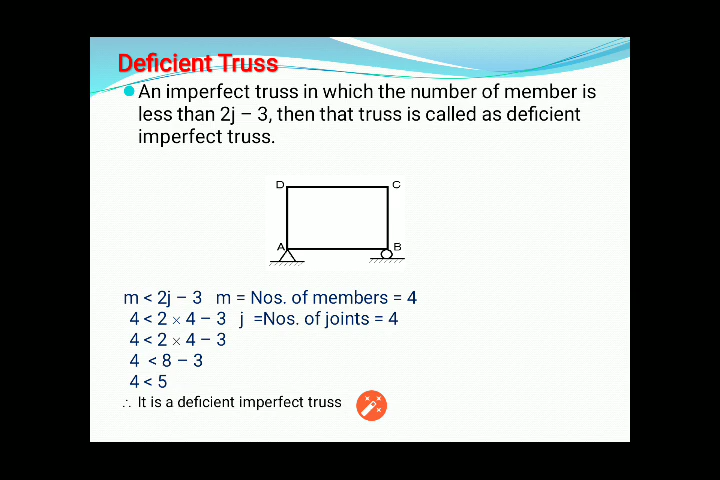 Deficient Truss
An imperfect truss in which the number of member is
less than 2j – 3, then that truss is called as deficient
imperfect truss.
D C
A B
m < 2j – 3 m = Nos. of members = 4
4 < 2 × 4 – 3 j =Nos. of joints = 4
4 < 2 × 4 – 3
4 < 8 – 3
4 < 5
∴ It is a deficient imperfect truss